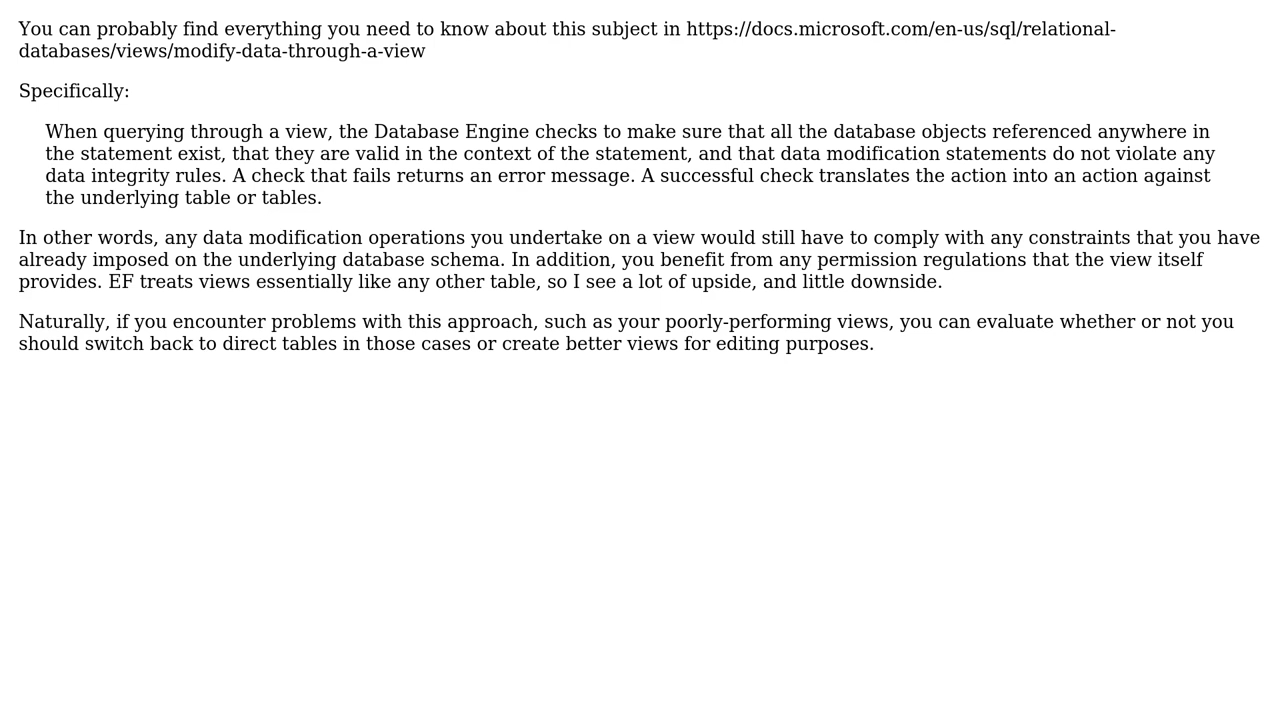 You can probably find everything you need to know about this subject in https://docs.microsoft.com/en-us/sql/relational-
databases/views/modify-data-through-a-view
Specifically:
When querying through a view, the Database Engine checks to make sure that all the database objects referenced anywhere in
the statement exist, that they are valid in the context of the statement, and that data modification statements do not violate any
data integrity rules. A check that fails returns an error message. A successful check translates the action into an action against
the underlying table or tables.
In other words, any data modification operations you undertake on a view would still have to comply with any constraints that you have
already imposed on the underlying database schema. In addition, you benefit from any permission regulations that the view itself
provides. EF treats views essentially like any other table, so I see a lot of upside, and little downside.
Naturally, if you encounter problems with this approach, such as your poorly-performing views, you can evaluate whether or not you
should switch back to direct tables in those cases or create better views for editing purposes.